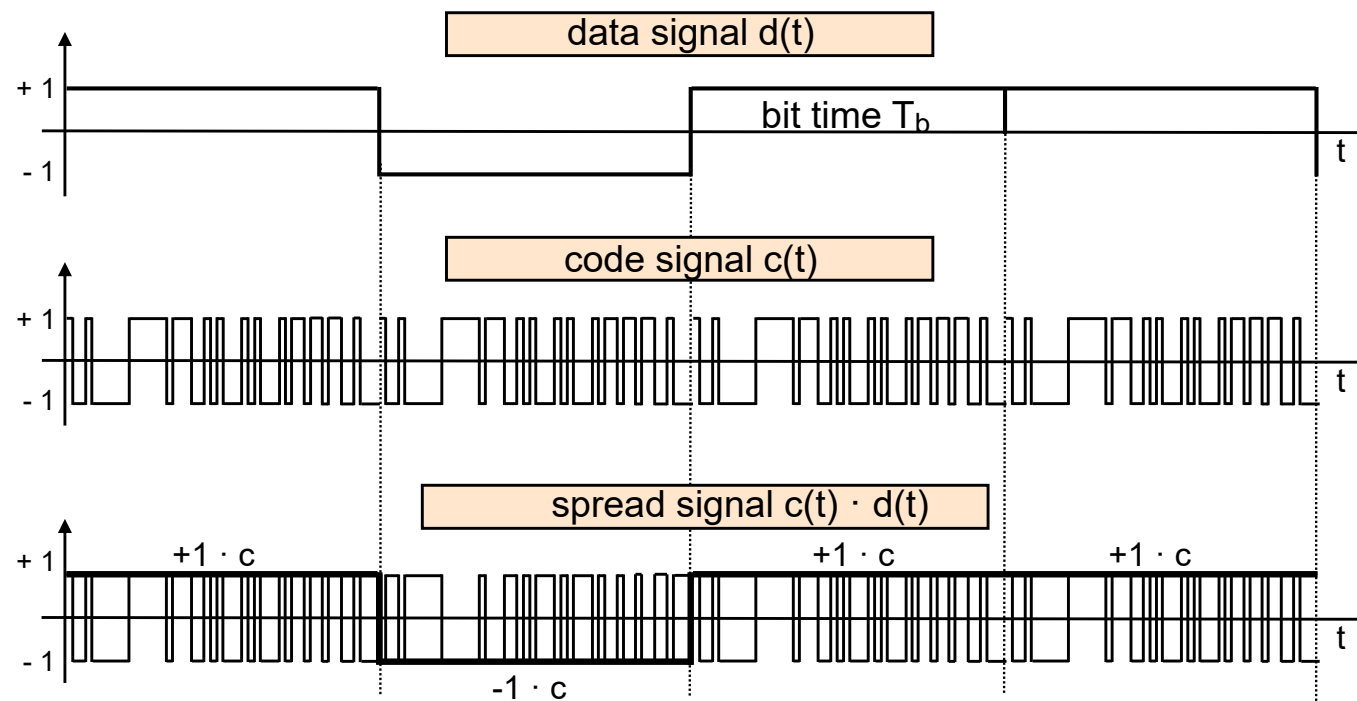 data signal d(t)
+ 1
bit time Tb
- 1
t
code signal c(t)
+ 1
- 1
t
spread signal c(t) · d(t)
+ 1
+1 · c
+1 · c
+1 · c
- 1
t
-1 · c